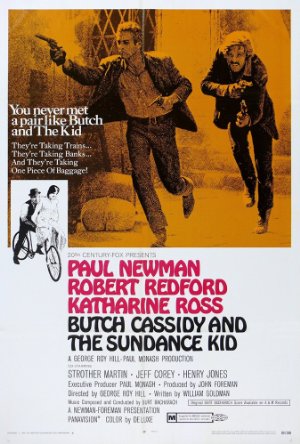 You never met
a pair like Butch
and The Kid
They're Taking Trains...
They're Taking Banks...
And They're Taking
One Piece Of Baggage!
20TH CENTURY-FOX PRESENTS
PAUL NEWMAN
ROBERT REDFORD
KATHARINE ROSS
BUTCH CASSIDY AND
THE SUNDANCE KID
A GEORGE ROY HILL-PAUL MONASH PRODUCTION
STROTHER MARTIN · JEFF COREY · HENRY JONES
Executive Producer PAUL MONASH · Produced by JOHN FOREMAN
Directed by GEORGE ROY HILL · Written by WILLIAM GOLDMAN
Music Composed and Conducted by BURT BACHARACH
A NEWMAN-FOREMAN PRESENTATION
PANAVISION® COLOR by DELUXE
M